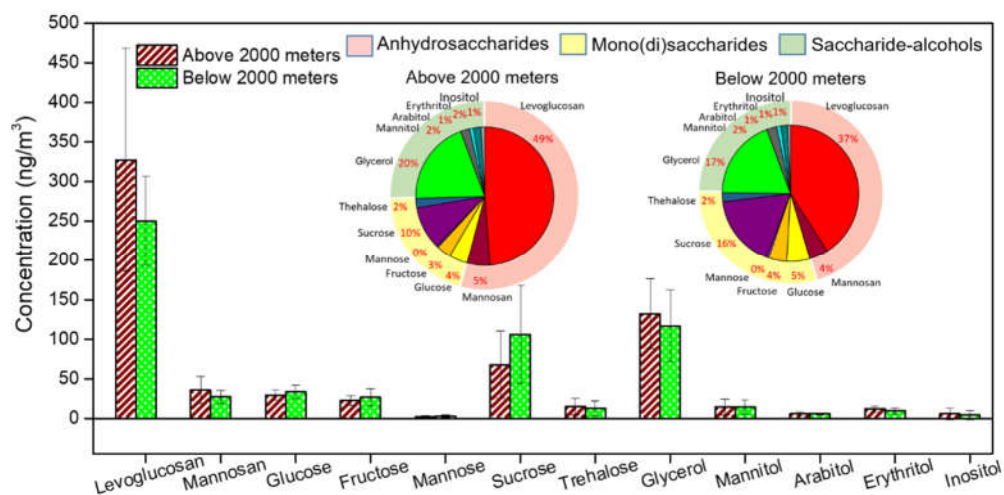 500
450
400
350
300
250
200
150
100
50
0
Concentration (ng/m³)
Above 2000 meters
Below 2000 meters
Anhydrosaccharides
Mono(di)saccharides
Saccharide-alcohols
Above 2000 meters
Inositol
Erythritol
Arabitol
Mannitol
Glycerol
Thehalose
Sucrose
Mannose
Fructose
Glucose
Mannosan
Levoglucosan
1%
2%
1%
2%
20%
2%
10%
0%
3%
4%
5%
49%
Below 2000 meters
Inositol
Erythritol
Arabitol
Mannitol
Glycerol
Thehalose
Sucrose
Mannose
Fructose
Glucose
Mannosan
Levoglucosan
1%
1%
1%
2%
17%
2%
16%
0%
4%
5%
4%
37%
Levoglucosan
Mannosan
Glucose
Fructose
Mannose
Sucrose
Trehalose
Glycerol
Mannitol
Arabitol
Erythritol
Inositol